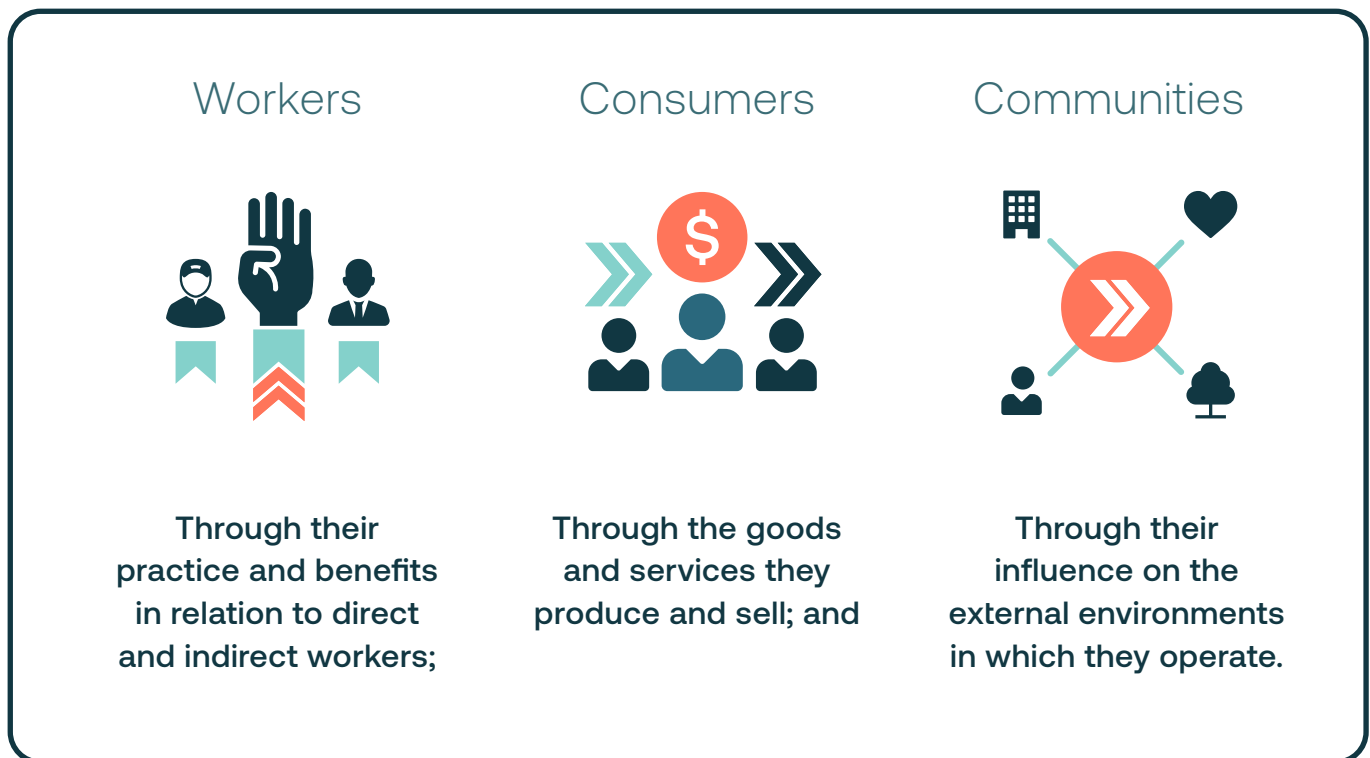 Workers
Through their
practice and benefits
in relation to direct
and indirect workers;
Consumers
$
Through the goods
and services they
produce and sell; and
Communities
Through their
influence on the
external environments
in which they operate.